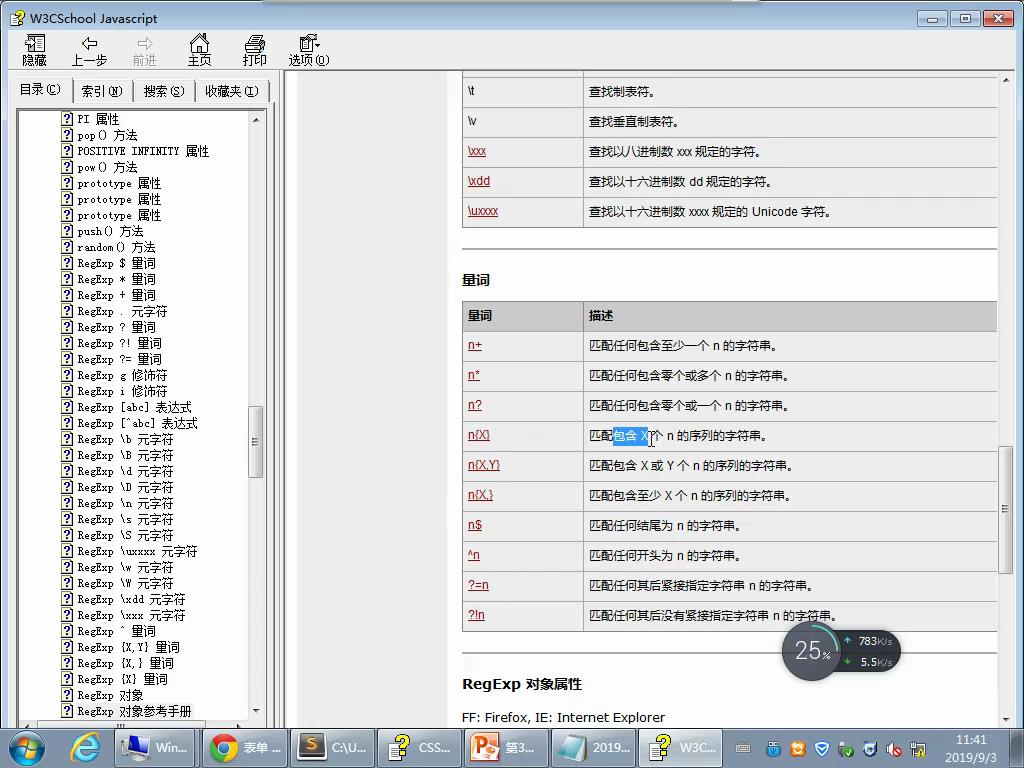 W3CSchool Javascript
隐藏 上一步 前进 主页 打印 选项(O)
目录(C) 索引(N) 搜索(S) 收藏夹(I)
PI 属性
pop() 方法
POSITIVE_INFINITY 属性
pow() 方法
prototype 属性
prototype 属性
prototype 属性
push() 方法
random() 方法
RegExp $ 量词
RegExp * 量词
RegExp + 量词
RegExp . 元字符
RegExp ? 量词
RegExp ?! 量词
RegExp ?= 量词
RegExp g 修饰符
RegExp i 修饰符
RegExp [abc] 表达式
RegExp [^abc] 表达式
RegExp \b 元字符
RegExp \B 元字符
RegExp \d 元字符
RegExp \D 元字符
RegExp \n 元字符
RegExp \s 元字符
RegExp \S 元字符
RegExp \uxxxx 元字符
RegExp \w 元字符
RegExp \W 元字符
RegExp \xdd 元字符
RegExp \xxx 元字符
RegExp ^ 量词
RegExp {X,Y} 量词
RegExp {X,} 量词
RegExp {X} 量词
RegExp 对象
RegExp 对象参考手册
\t 查找制表符。
\v 查找垂直制表符。
\xxx 查找以八进制数 xxx 规定的字符。
\xdd 查找以十六进制数 dd 规定的字符。
\uxxxx 查找以十六进制数 xxxx 规定的 Unicode 字符。
量词
量词 描述
n+ 匹配任何包含至少一个 n 的字符串。
n* 匹配任何包含零个或多个 n 的字符串。
n? 匹配任何包含零个或一个 n 的字符串。
n{X} 匹配包含 X 个 n 的序列的字符串。
n{X,Y} 匹配包含 X 或 Y 个 n 的序列的字符串。
n{X,} 匹配包含至少 X 个 n 的序列的字符串。
n$ 匹配任何结尾为 n 的字符串。
^n 匹配任何开头为 n 的字符串。
?=n 匹配任何其后紧接指定字符串 n 的字符串。
?!n 匹配任何其后没有紧接指定字符串 n 的字符串。
25% 783K/s
5.5K/s
RegExp 对象属性
FF: Firefox, IE: Internet Explorer
Win... 表单 ... C:\U... CSS... 第3... 2019... W3C...
11:41
2019/9/3